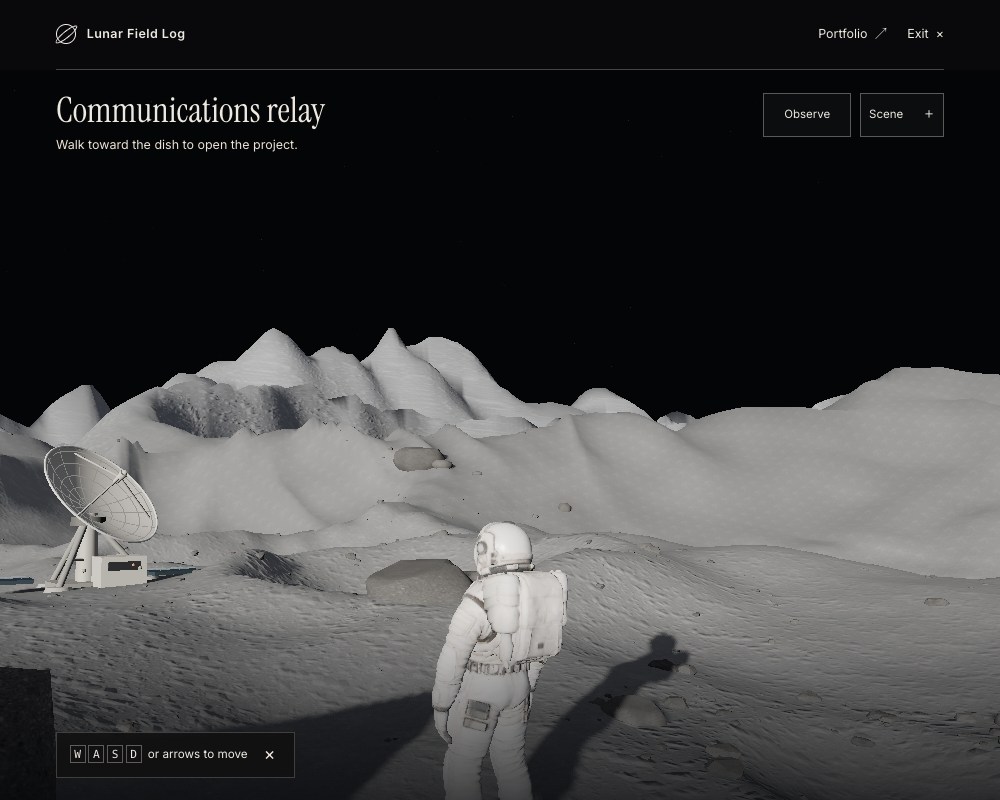 Lunar Field Log
Portfolio ↗ Exit ×
Communications relay
Walk toward the dish to open the project.
Observe
Scene +
W A S D or arrows to move ×